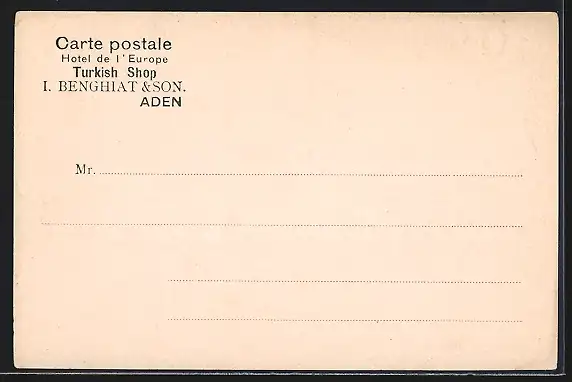 Carte postale
Hotel de l'Europe
Turkish Shop
I. BENGHIAT & SON.
ADEN
Mr.